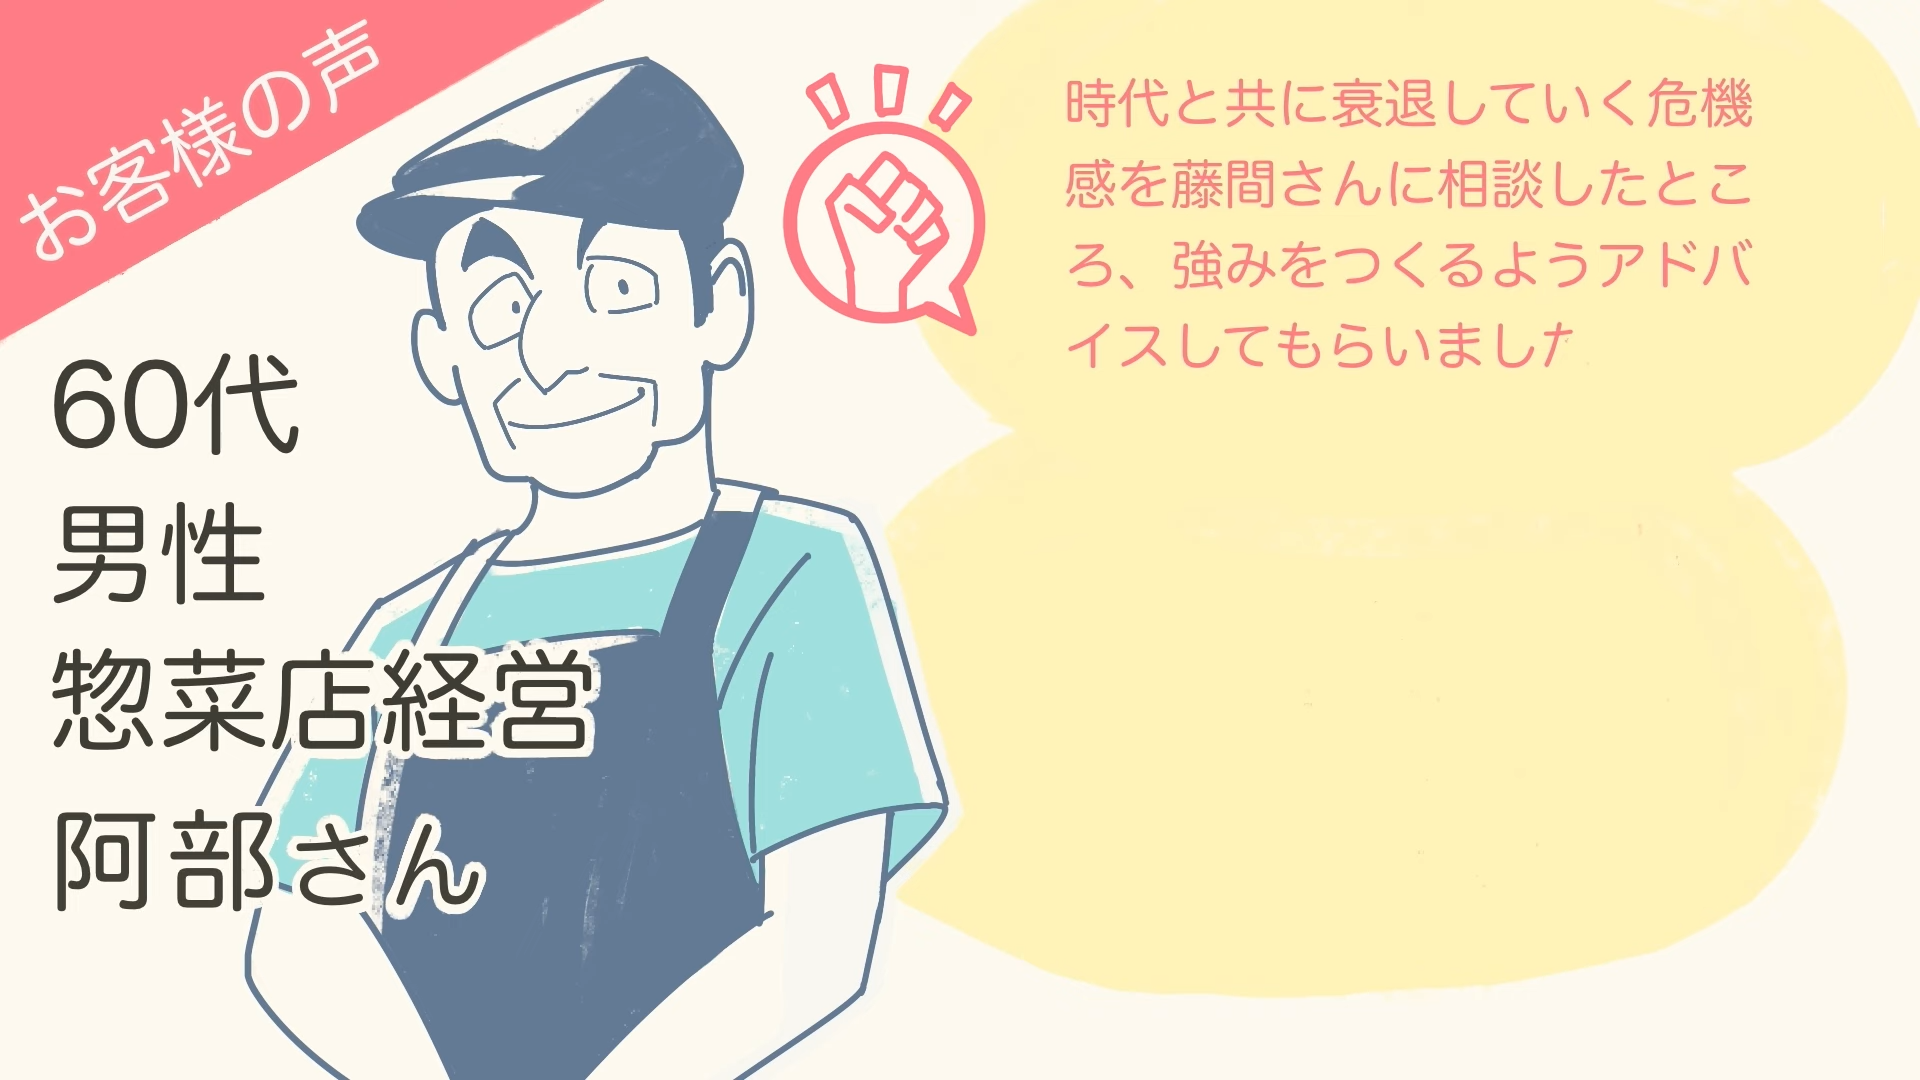 お客様の声
60代
男性
惣菜店経営
阿部さん
時代と共に衰退していく危機
感を藤間さんに相談したとこ
ろ、強みをつくるようアドバ
イスしてもらいまし